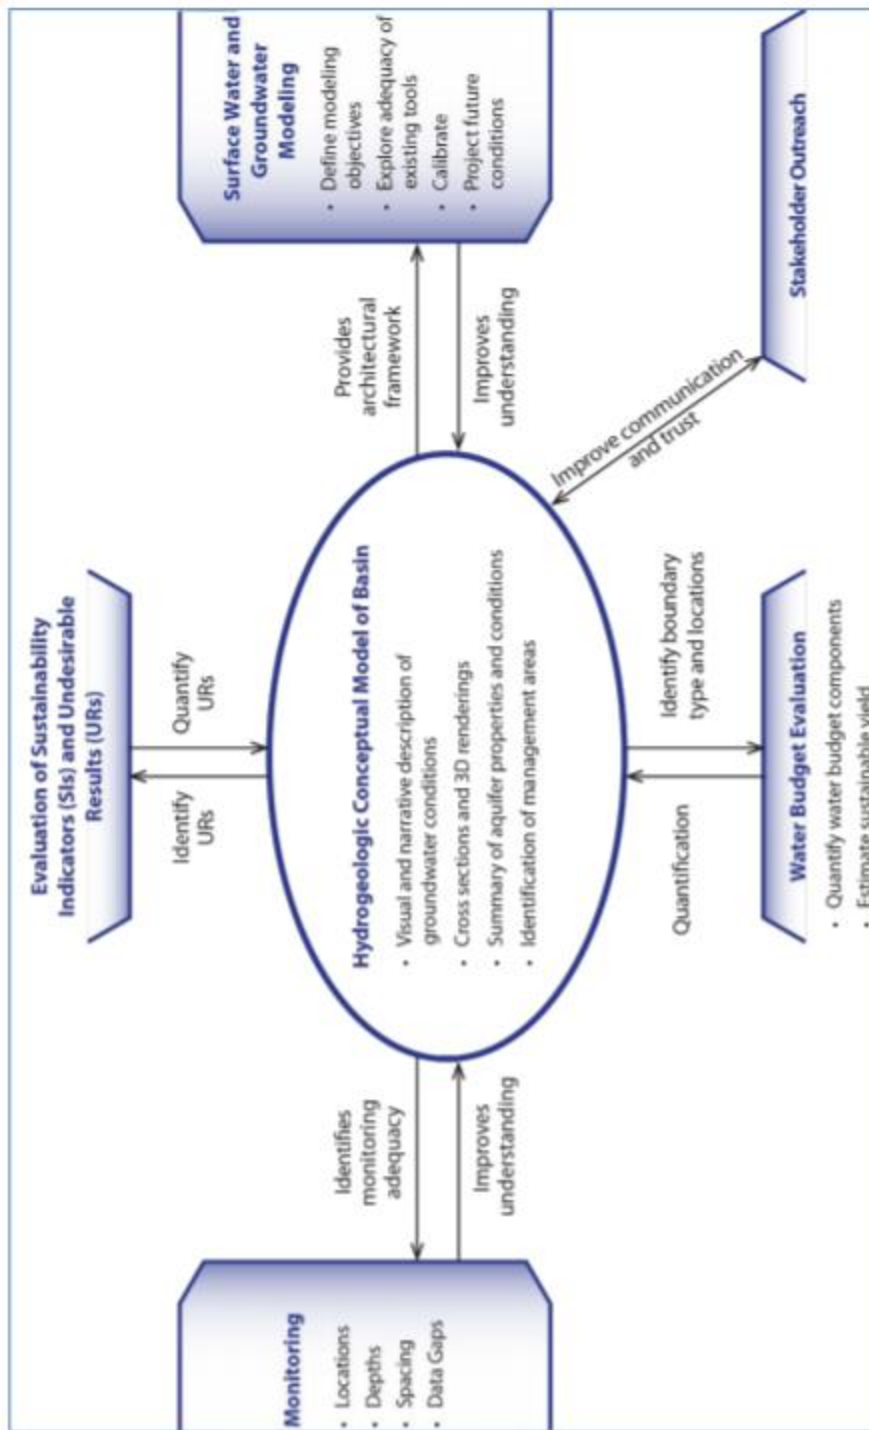 Evaluation of Sustainability
Indicators (SIs) and Undesirable
Results (URs)
Identify
URs
Quantify
URs
Monitoring
• Locations
• Depths
• Spacing
• Data Gaps
Identifies
monitoring
adequacy
Improves
understanding
Hydrogeologic Conceptual Model of Basin
• Visual and narrative description of
groundwater conditions
• Cross sections and 3D renderings
• Summary of aquifer properties and conditions
• Identification of management areas
Provides
architectural
framework
Improves
understanding
Surface Water and
Groundwater
Modeling
• Define modeling
objectives
• Explore adequacy of
existing tools
• Calibrate
• Project future
conditions
Quantification
Identify boundary
type and locations
Improve communication
and trust
Water Budget Evaluation
• Quantify water budget components
• Estimate sustainable yield
Stakeholder Outreach